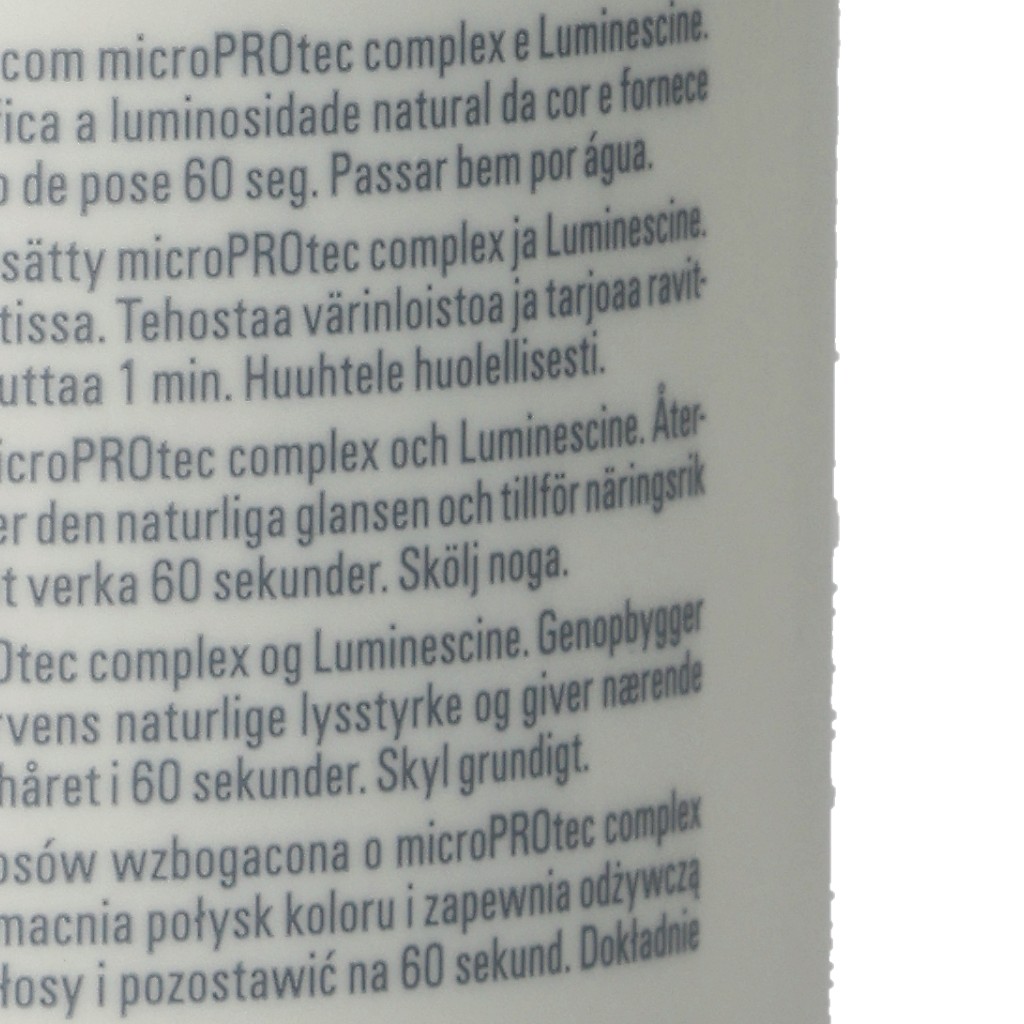 com microPROtec complex e Luminescine.
fica a luminosidade natural da cor e fornece
o de pose 60 seg. Passar bem por água.
sätty microPROtec complex ja Luminescine.
tissa. Tehostaa värinloistoa ja tarjoaa ravit-
uttaa 1 min. Huuhtele huolellisesti.
icroPROtec complex och Luminescine. Åter-
er den naturliga glansen och tillför näringsrik
t verka 60 sekunder. Skölj noga.
Otec complex og Luminescine. Genopbygger
rvens naturlige lysstyrke og giver nærende
håret i 60 sekunder. Skyl grundigt.
osów wzbogacona o microPROtec complex
macnia połysk koloru i zapewnia odżywczą
łosy i pozostawić na 60 sekund. Dokładnie